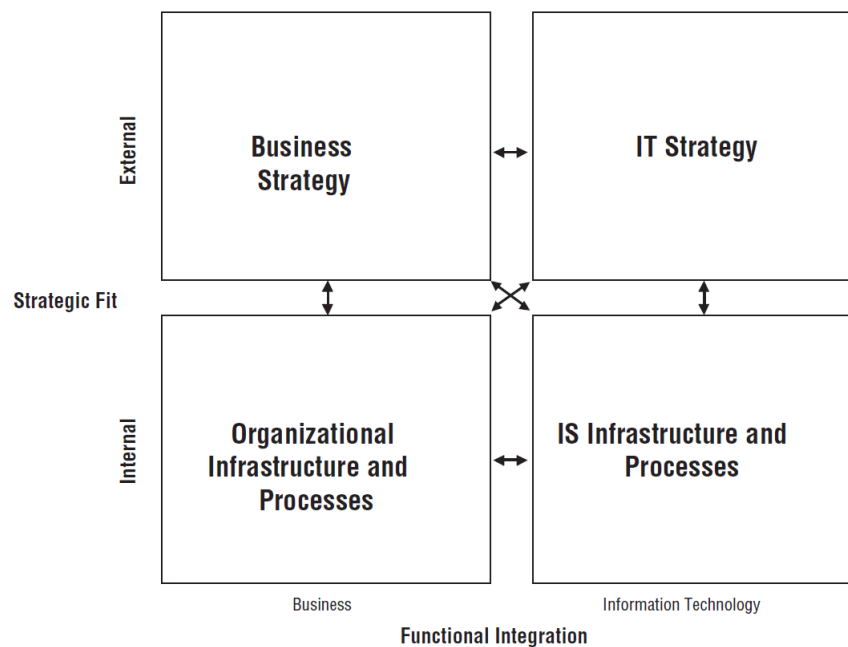 External
Business
Strategy
IT Strategy
Strategic Fit
Internal
Organizational
Infrastructure and
Processes
IS Infrastructure and
Processes
Business
Information Technology
Functional Integration